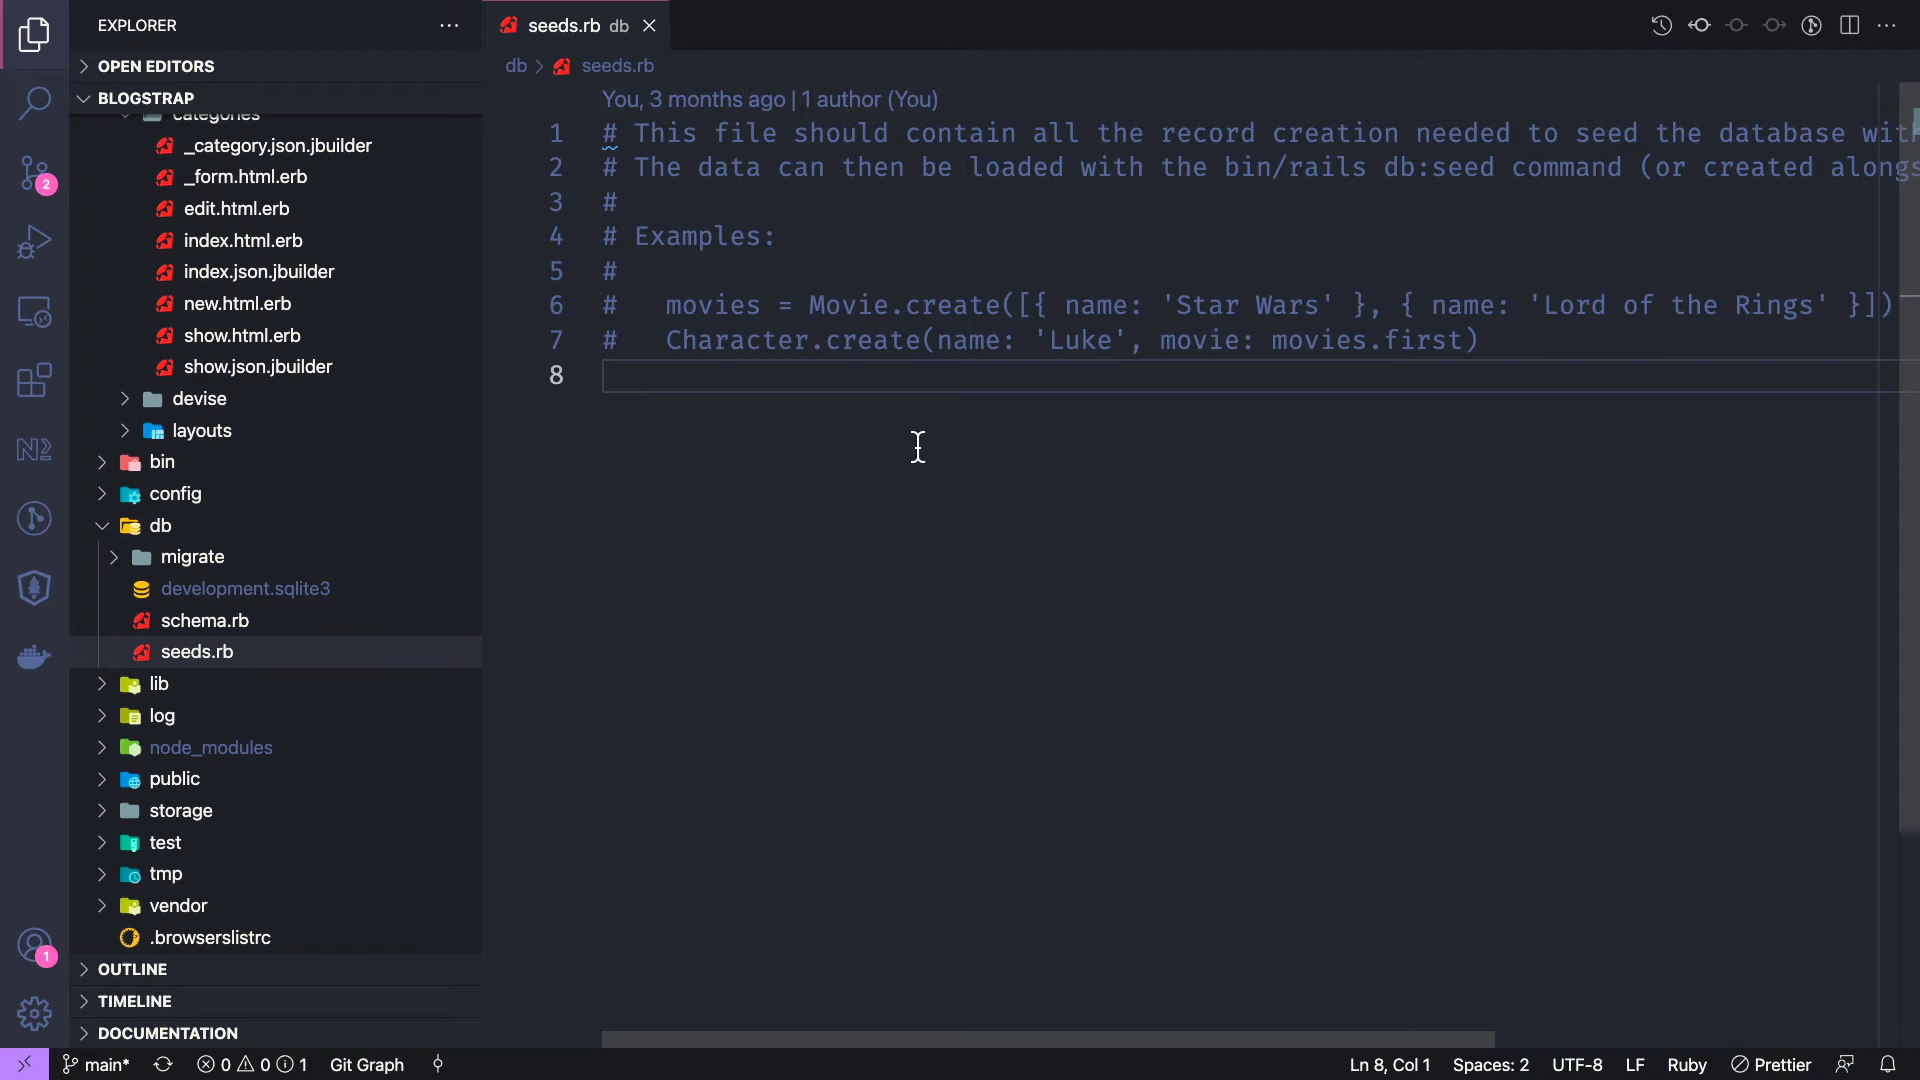 EXPLORER
OPEN EDITORS
BLOGSTRAP
categories
_category.json.jbuilder
_form.html.erb
edit.html.erb
index.html.erb
index.json.jbuilder
new.html.erb
show.html.erb
show.json.jbuilder
devise
layouts
bin
config
db
migrate
development.sqlite3
schema.rb
seeds.rb
lib
log
node_modules
public
storage
test
tmp
vendor
.browserslistrc
OUTLINE
TIMELINE
DOCUMENTATION
2
1
seeds.rb db
db > seeds.rb
You, 3 months ago | 1 author (You)
1 # This file should contain all the record creation needed to seed the database
2 # The data can then be loaded with the bin/rails db:seed command (or created
3 #
4 # Examples:
5 #
6 #   movies = Movie.create([{ name: 'Star Wars' }, { name: 'Lord of the Rings' }])
7 #   Character.create(name: 'Luke', movie: movies.first)
8
main* 0 0 1 Git Graph Ln 8, Col 1 Spaces: 2 UTF-8 LF Ruby Prettier